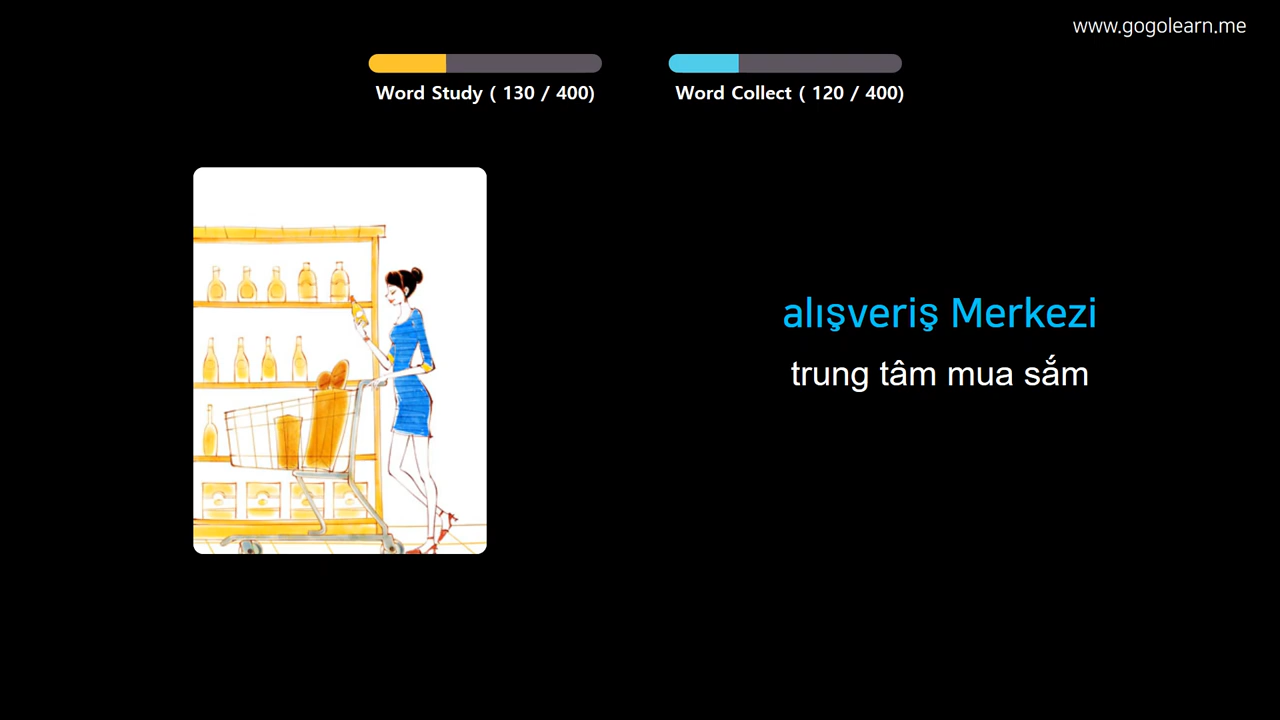 www.gogolearn.me
Word Study ( 130 / 400)
Word Collect ( 120 / 400)
alışveriş Merkezi
trung tâm mua sắm